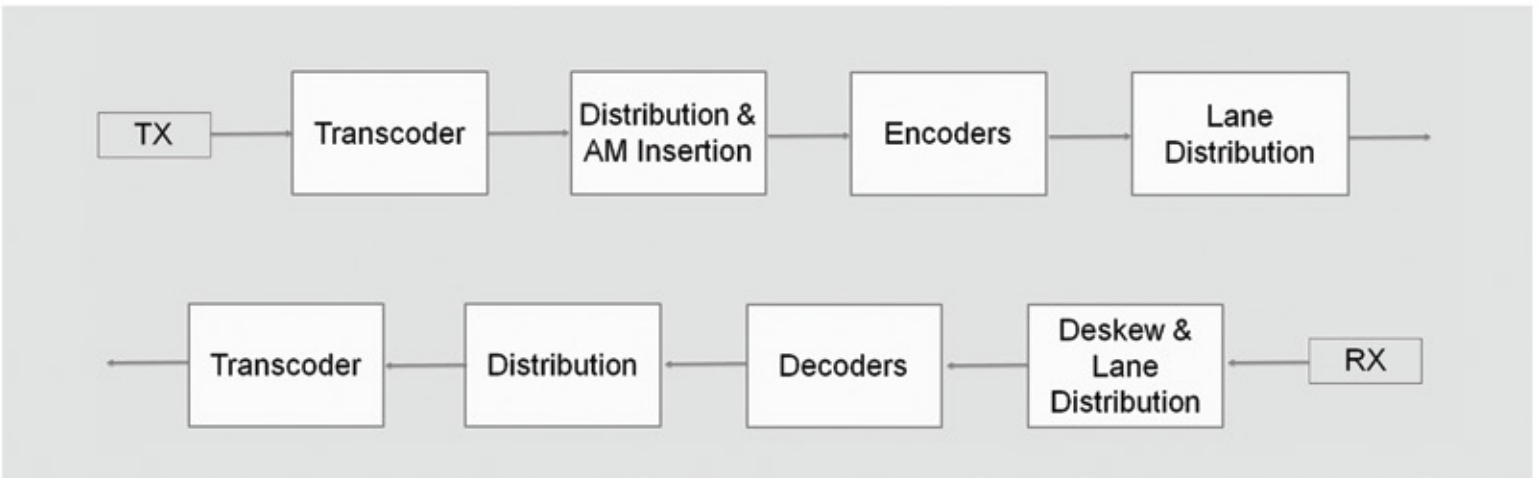 TX
Transcoder
Distribution &
AM Insertion
Encoders
Lane
Distribution
Transcoder
Distribution
Decoders
Deskew &
Lane
Distribution
RX